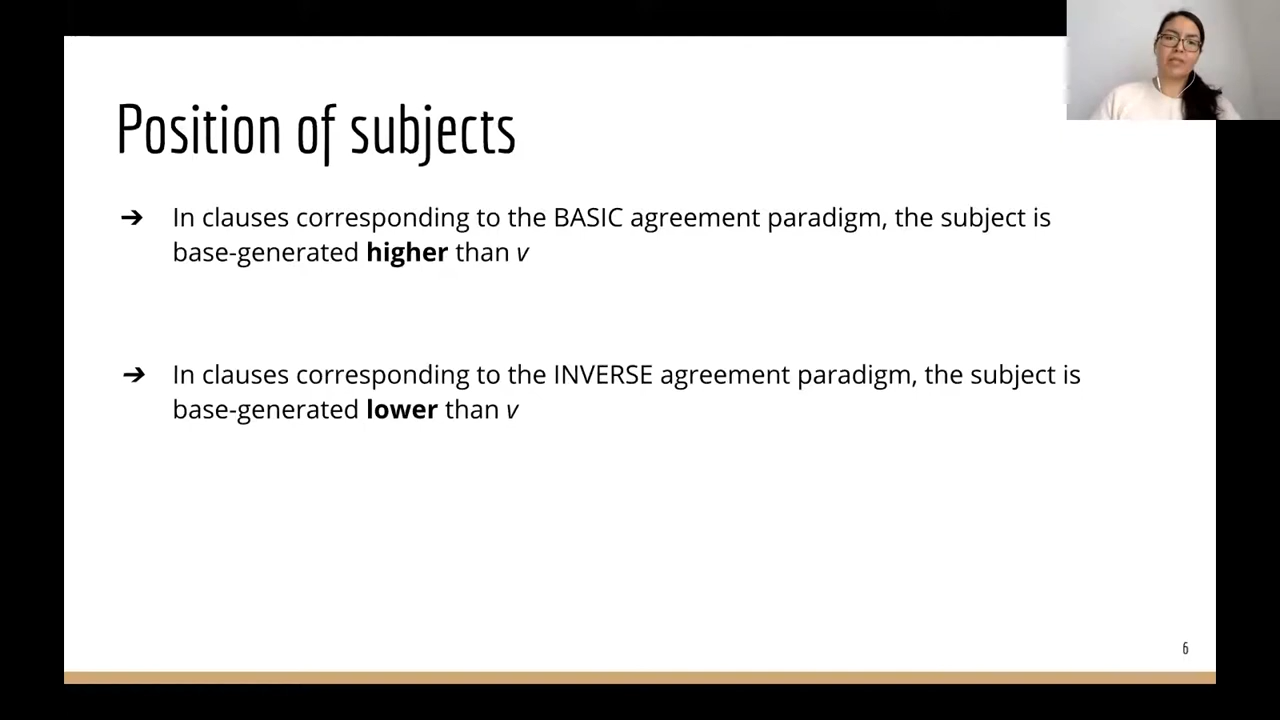 Position of subjects
➔ In clauses corresponding to the BASIC agreement paradigm, the subject is
base-generated higher than v
➔ In clauses corresponding to the INVERSE agreement paradigm, the subject is
base-generated lower than v
6